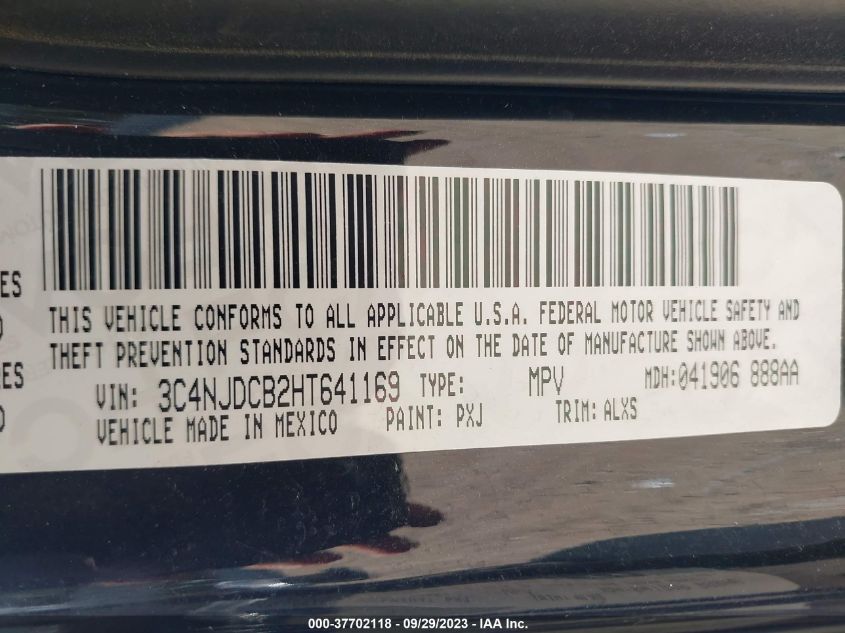 THIS VEHICLE CONFORMS TO ALL APPLICABLE U.S.A. FEDERAL MOTOR VEHICLE SAFETY AND
THEFT PREVENTION STANDARDS IN EFFECT ON THE DATE OF MANUFACTURE SHOWN ABOVE.
VIN: 3C4NJDCB2HT641169 TYPE: MPV MDH:041906 888AA
VEHICLE MADE IN MEXICO PAINT: PXJ TRIM: ALXS
ES
ES
000-37702118 - 09/29/2023 - IAA Inc.